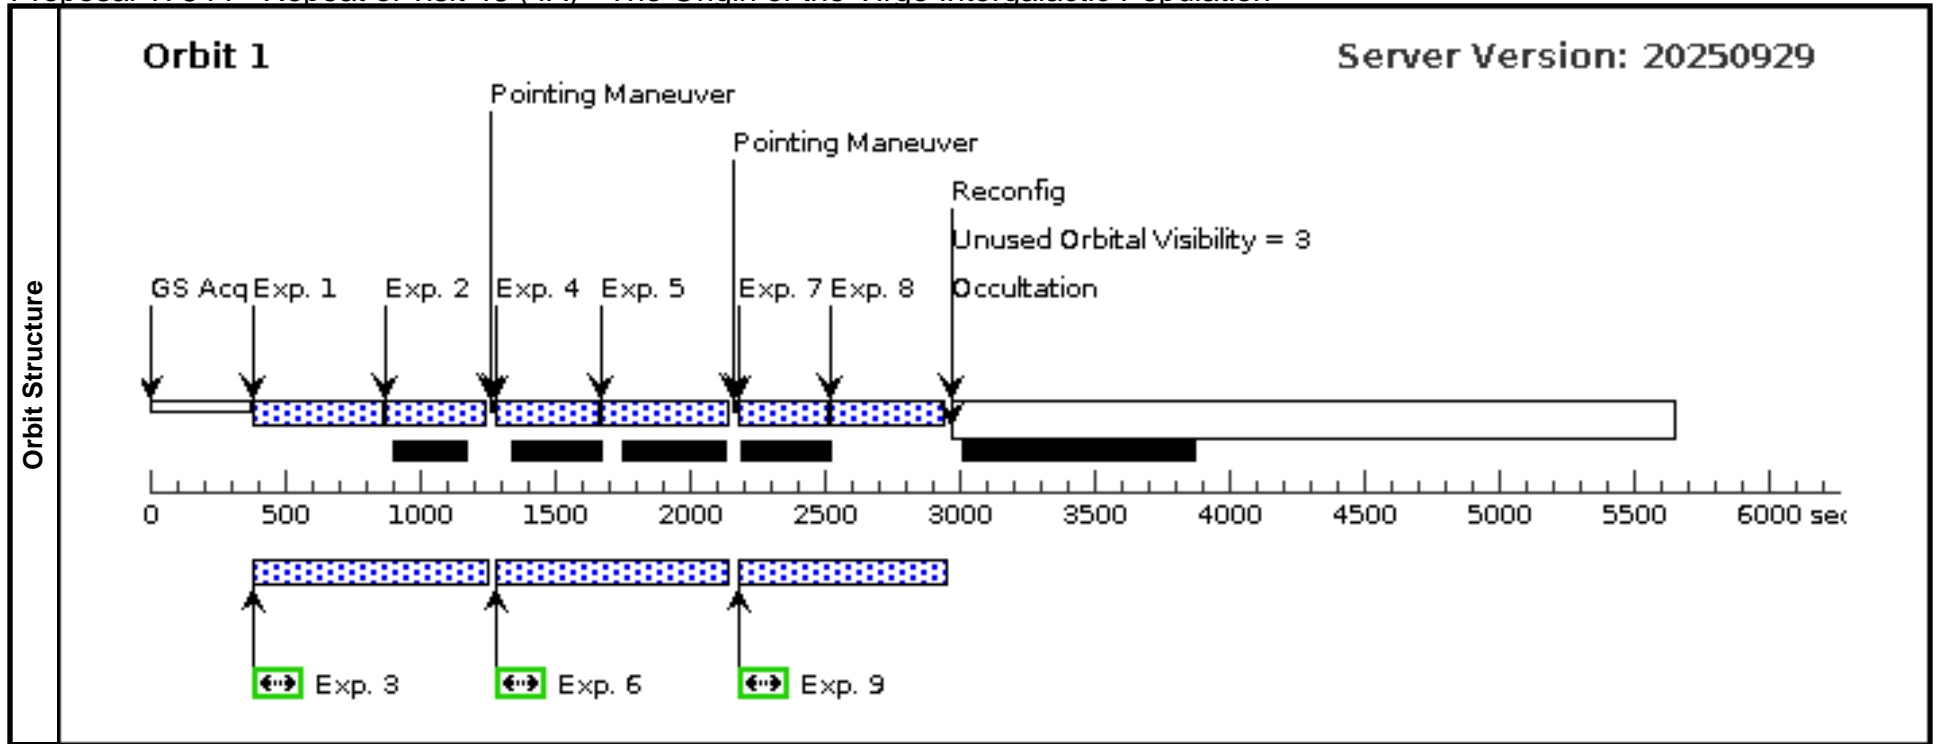 Orbit Structure
Orbit 1
Server Version: 20250929
Pointing Maneuver
Pointing Maneuver
Reconfig
Unused Orbital Visibility = 3
GS Acq Exp. 1 Exp. 2 Exp. 4 Exp. 5 Exp. 7 Exp. 8 Occultation
0 500 1000 1500 2000 2500 3000 3500 4000 4500 5000 5500 6000 sec
Exp. 3 Exp. 6 Exp. 9